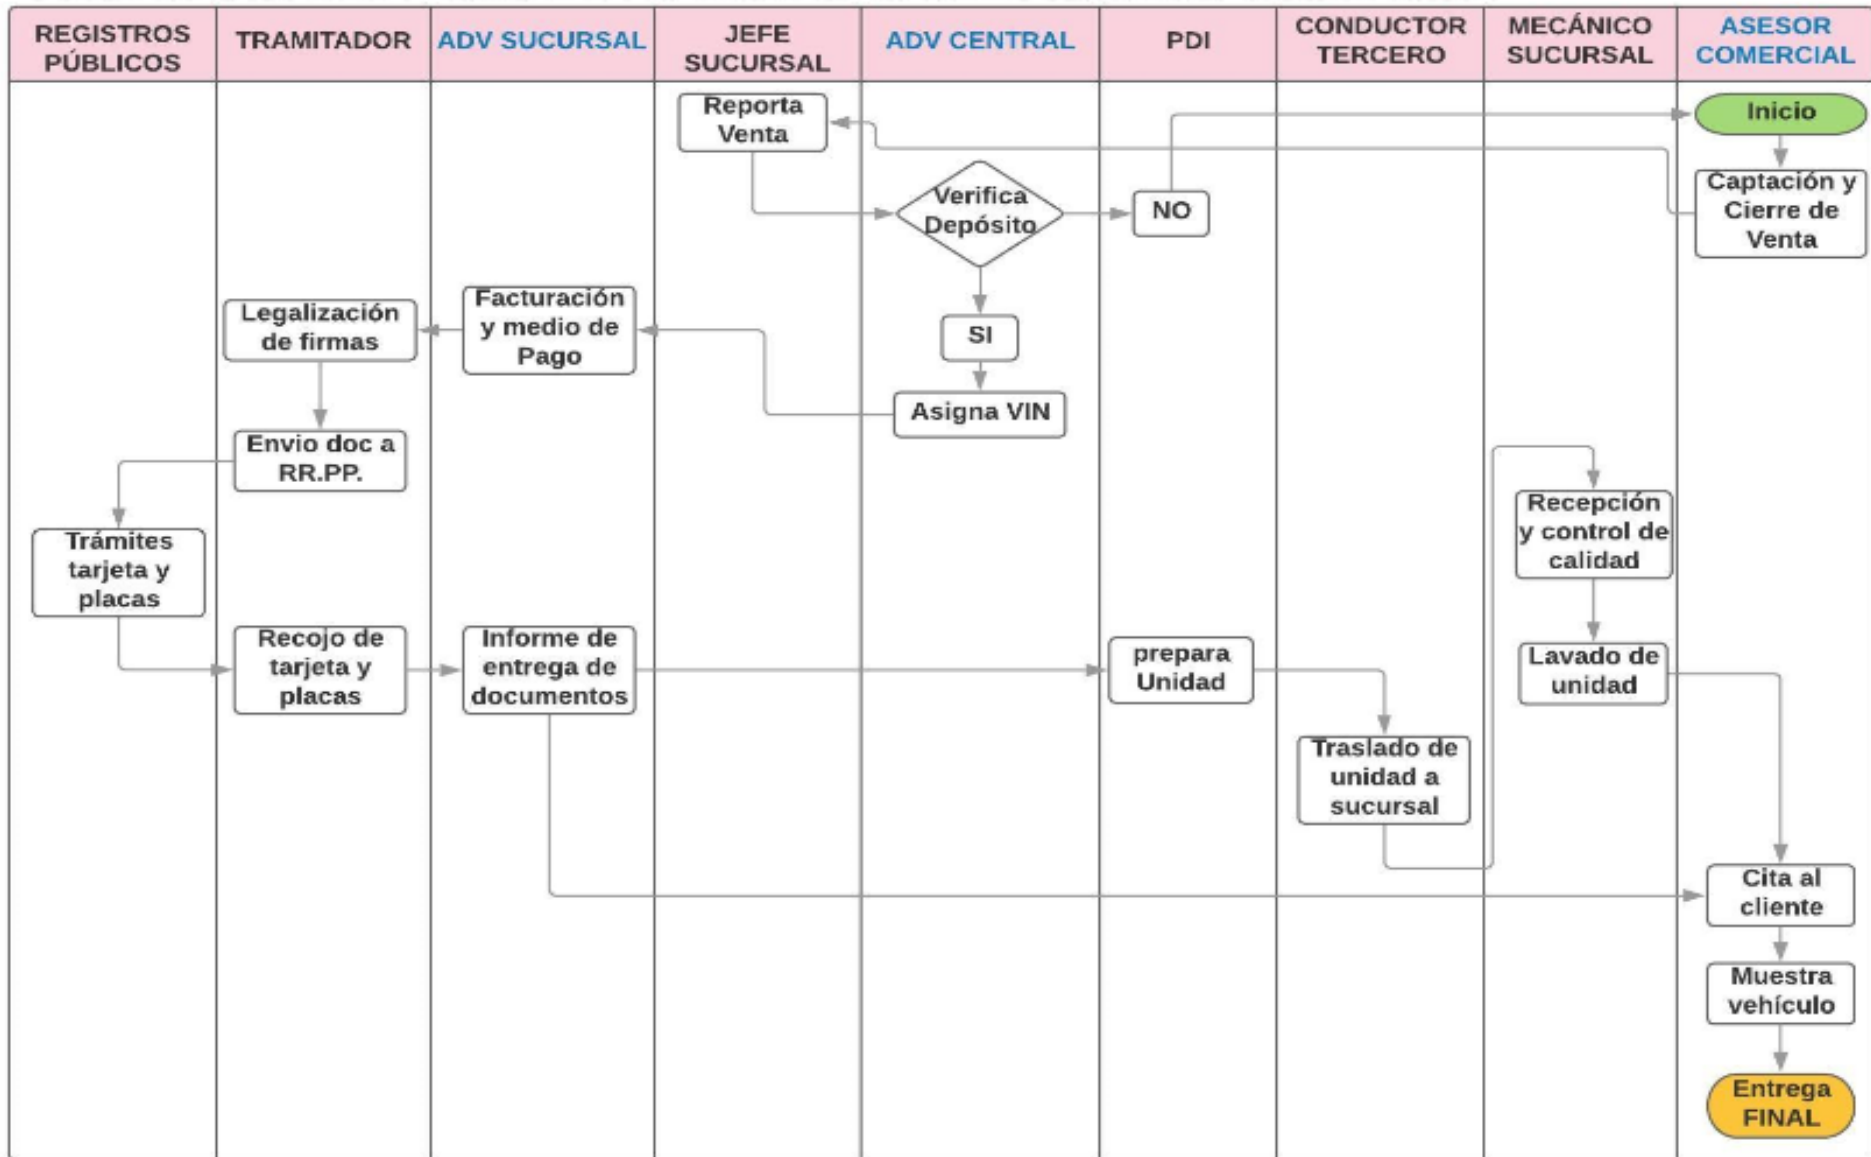 REGISTROS
PÚBLICOS
TRAMITADOR
ADV SUCURSAL
JEFE
SUCURSAL
ADV CENTRAL
PDI
CONDUCTOR
TERCERO
MECÁNICO
SUCURSAL
ASESOR
COMERCIAL
Reporta
Venta
Inicio
Verifica
Depósito
NO
Captación y
Cierre de
Venta
Legalización
de firmas
Facturación
y medio de
Pago
SI
Asigna VIN
Envio doc a
RR.PP.
Recepción
y control de
calidad
Trámites
tarjeta y
placas
Recojo de
tarjeta y
placas
Informe de
entrega de
documentos
prepara
Unidad
Lavado de
unidad
Traslado de
unidad a
sucursal
Cita al
cliente
Muestra
vehículo
Entrega
FINAL